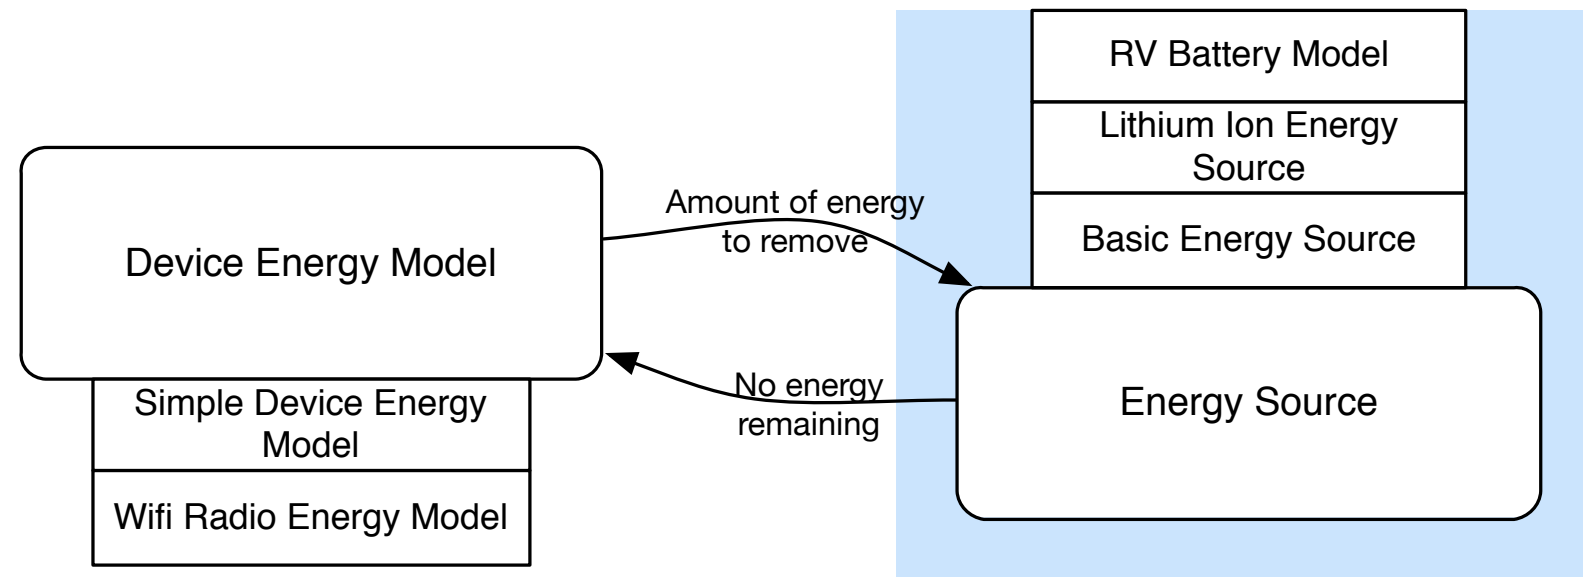 RV Battery Model
Lithium Ion Energy
Source
Basic Energy Source
Energy Source
Amount of energy
to remove
No energy
remaining
Device Energy Model
Simple Device Energy
Model
Wifi Radio Energy Model